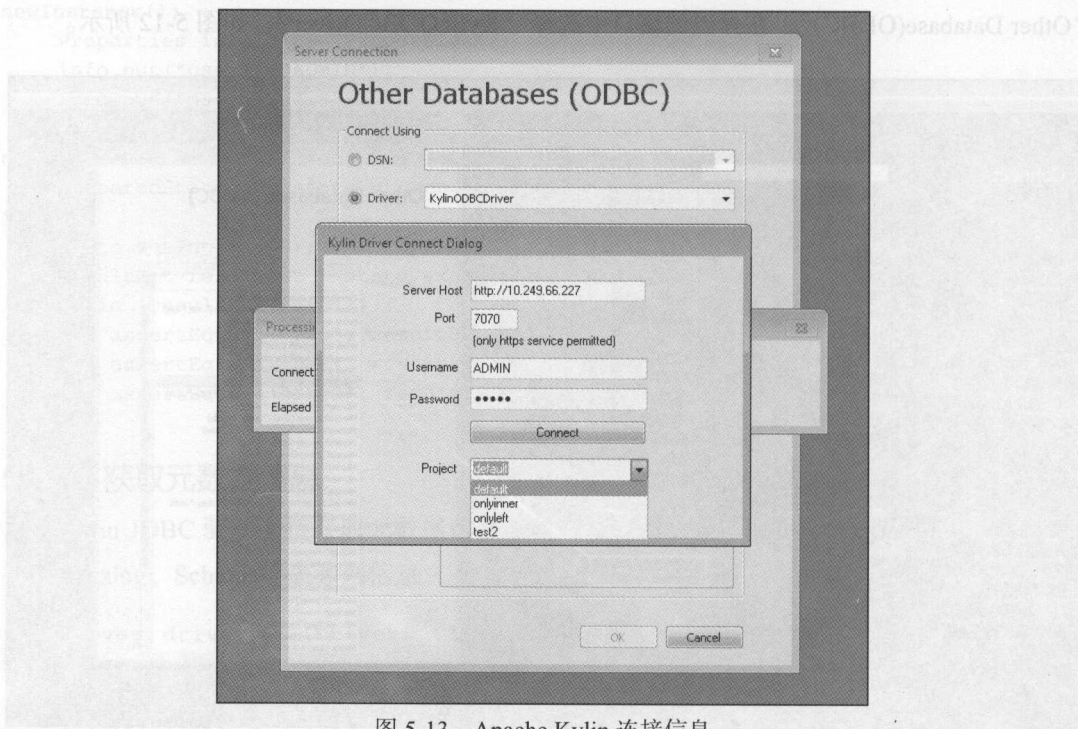 Server Connection
Other Databases (ODBC)
Connect Using
DSN:
Driver: KylinODBCDriver
Kylin Driver Connect Dialog
Server Host http://10.249.66.227
Port 7070
(only https service permitted)
Username ADMIN
Password •••••
Connect
Project default
default
onlyinner
onlyleft
test2
Processi
Connect
Elapsed
OK
Cancel
图 5-13 Apache Kylin 连接信息